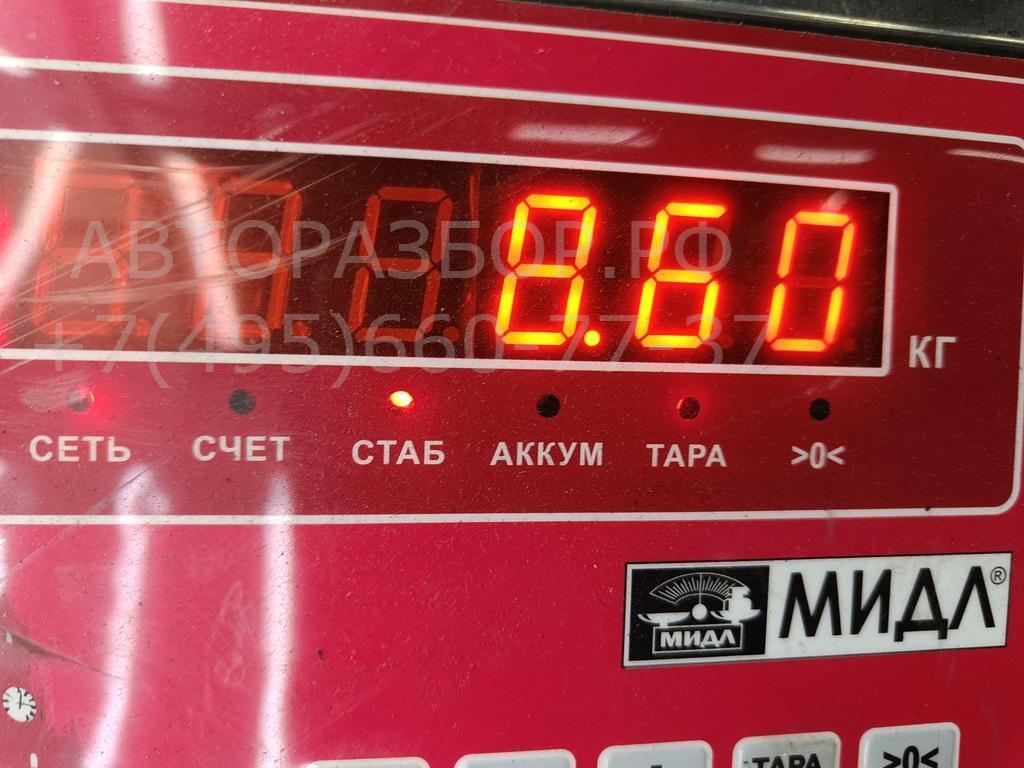 8.60
АВТОРАЗБОР.РФ
+7(495)660-77-37
КГ
СЕТЬ СЧЕТ СТАБ АККУМ ТАРА >0<
МИДЛ МИДЛ®
ТАРА >0<